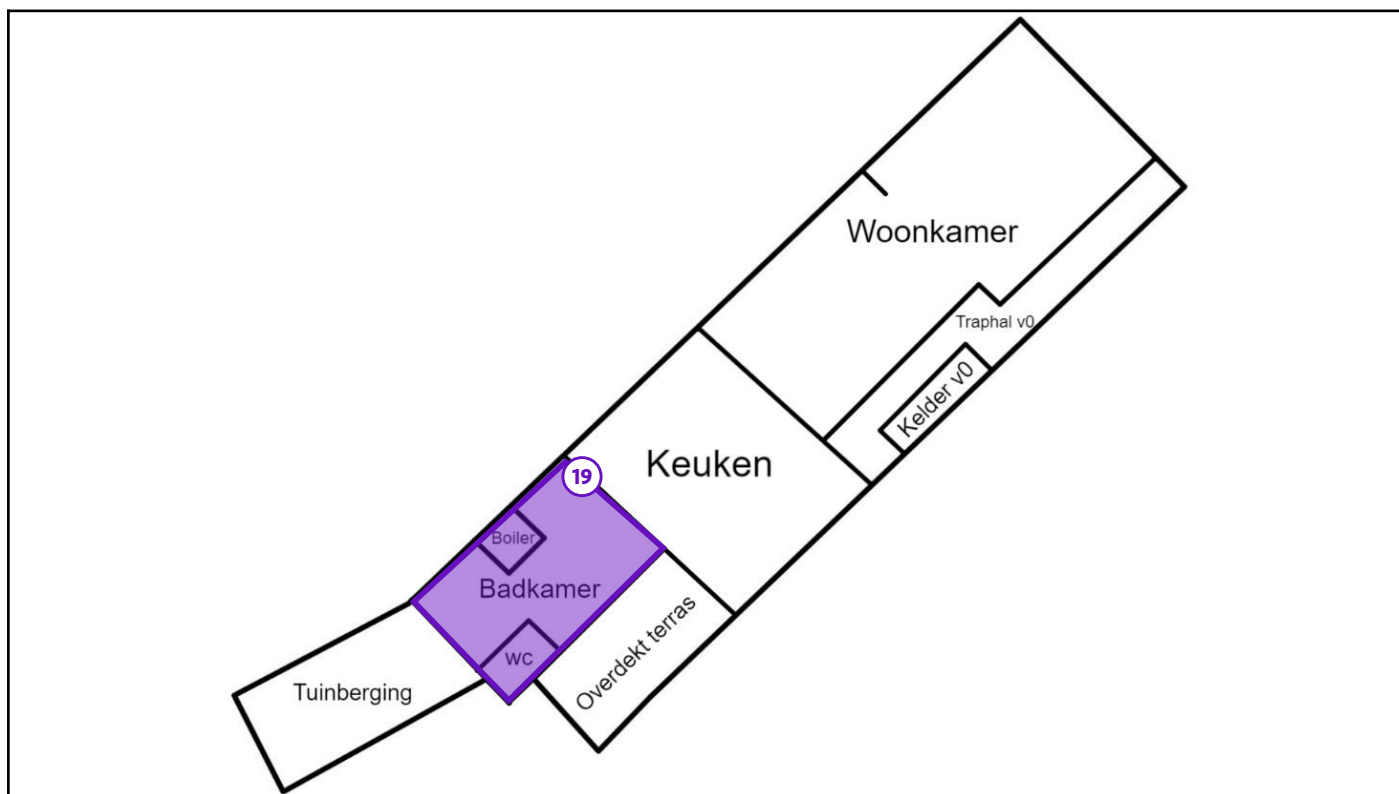 Woonkamer
Traphal v0
Kelder v0
Keuken
19
Boiler
Badkamer
WC
Overdekt terras
Tuinberging